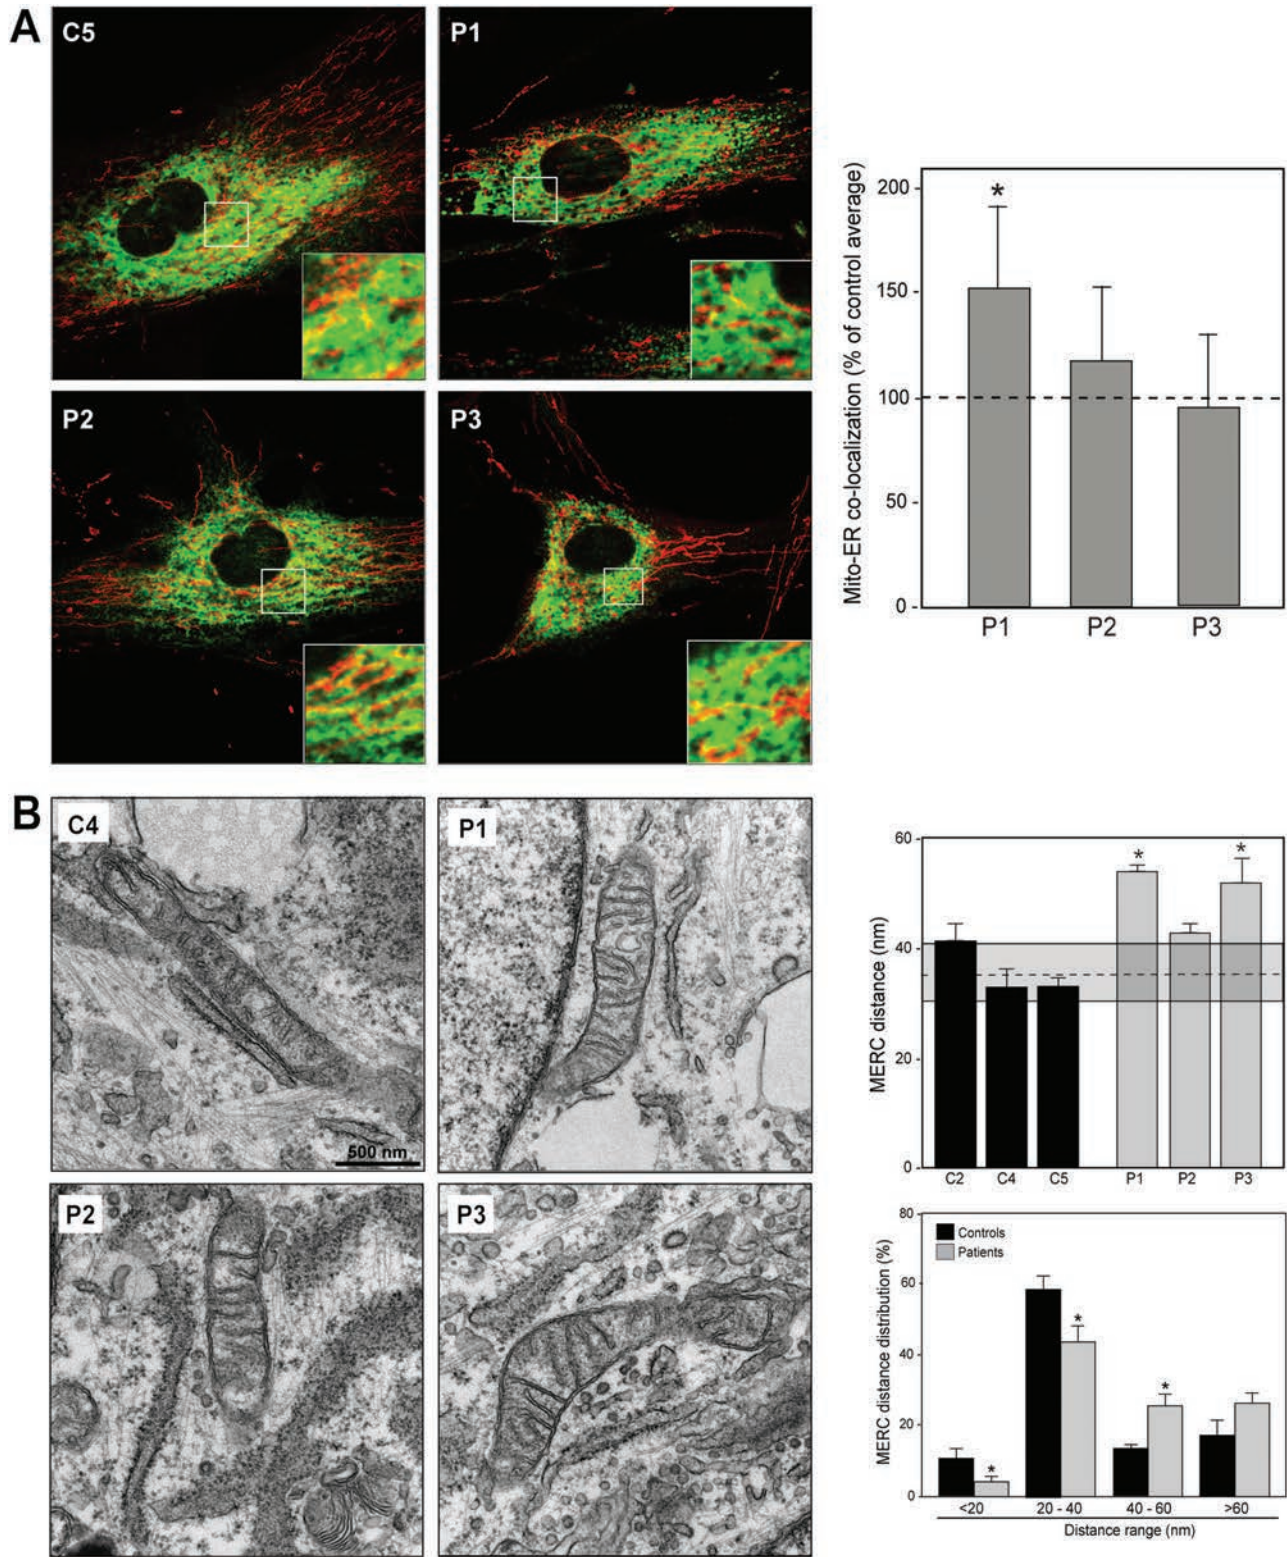 A
C5
P1
P2
P3
Mito-ER co-localization (% of control average)
200
150
100
50
0
*
P1
P2
P3
B
C4
500 nm
P1
P2
P3
MERC distance (nm)
60
40
20
0
*
*
C2
C4
C5
P1
P2
P3
MERC distance distribution (%)
80
60
40
20
0
Controls
Patients
*
*
*
<20
20 - 40
40 - 60
>60
Distance range (nm)